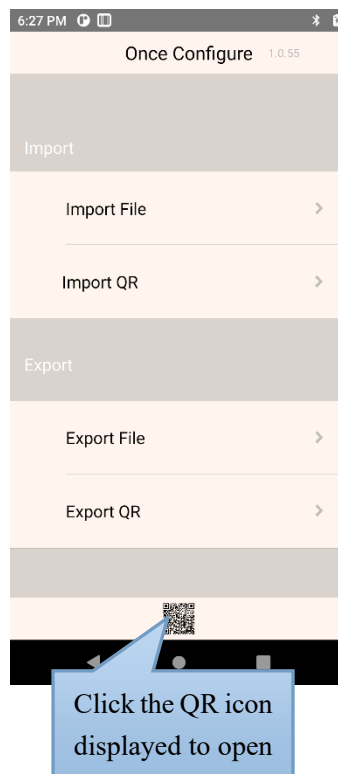 6:27 PM
Once Configure 1.0.55
Import
Import File
Import QR
Export
Export File
Export QR
Click the QR icon
displayed to open